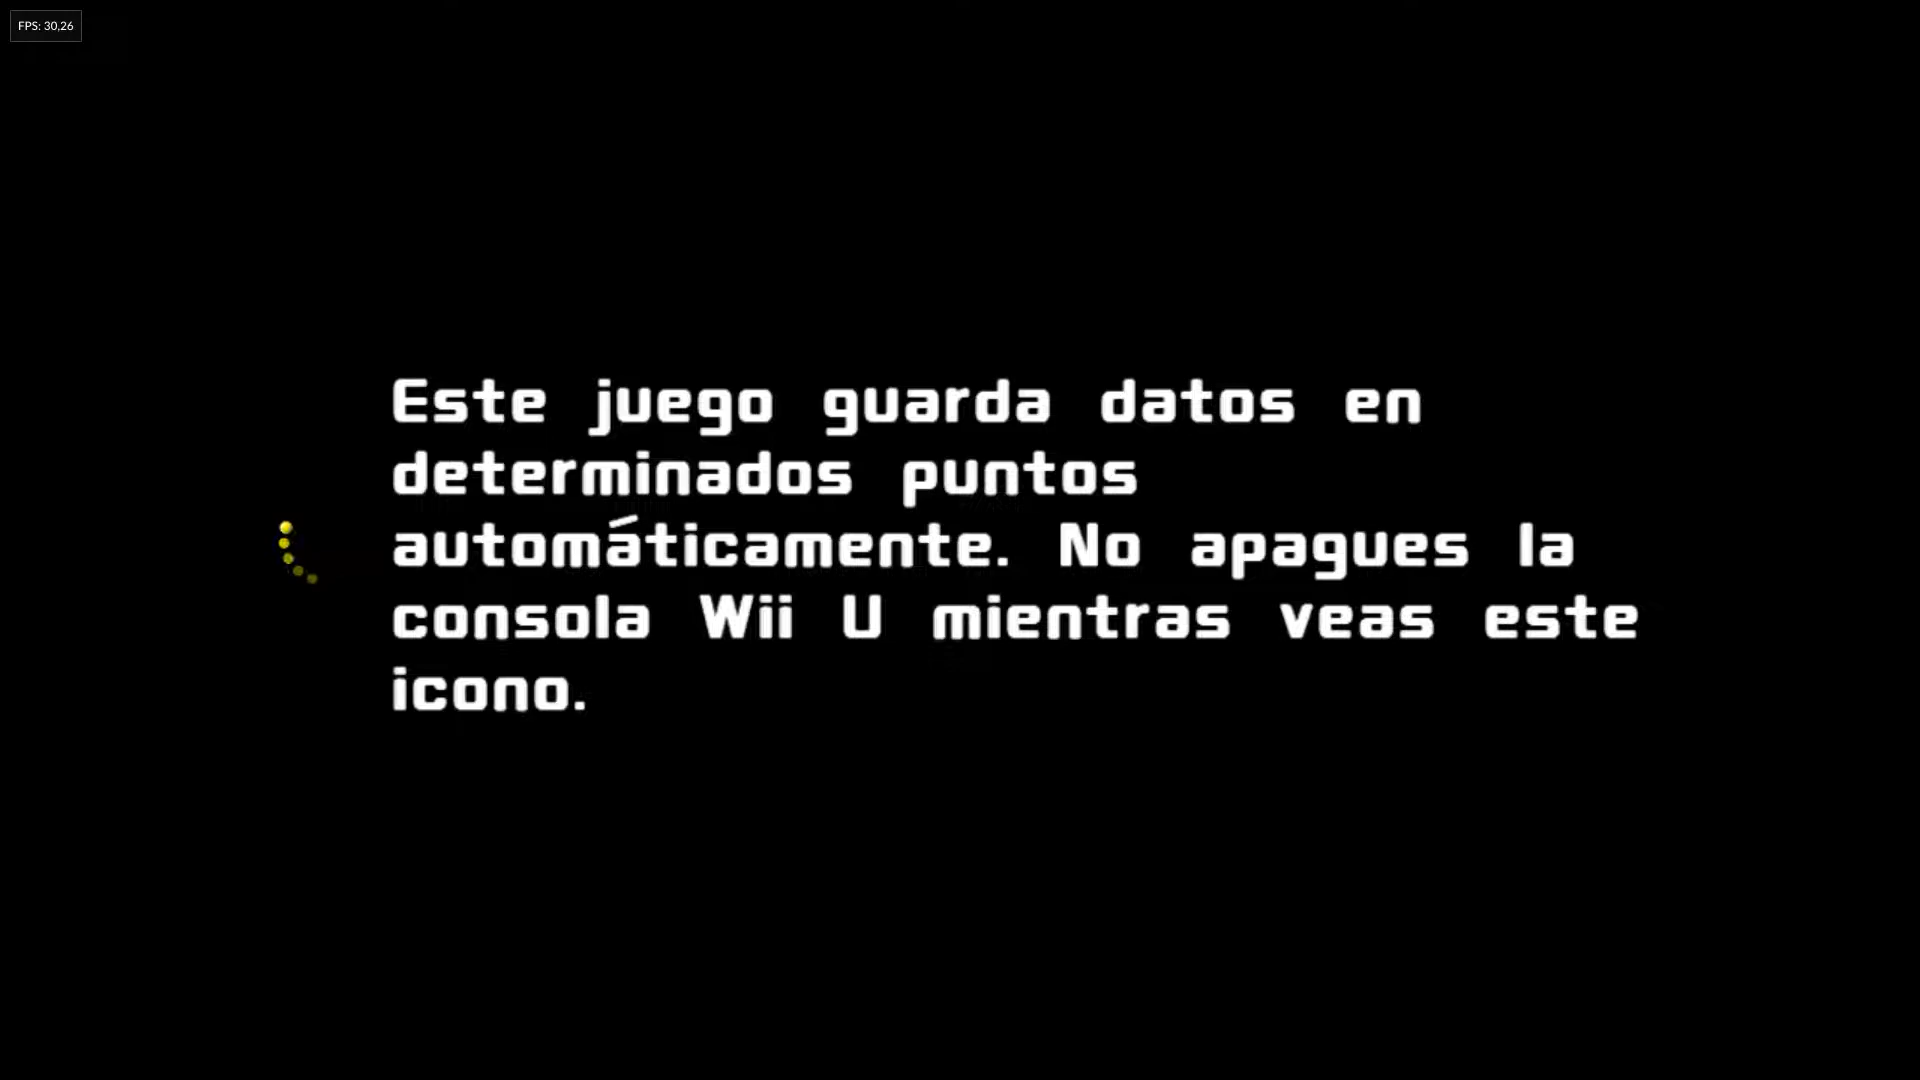 FPS: 30,26
Este juego guarda datos en
determinados puntos
automáticamente. No apagues la
consola Wii U mientras veas este
icono.